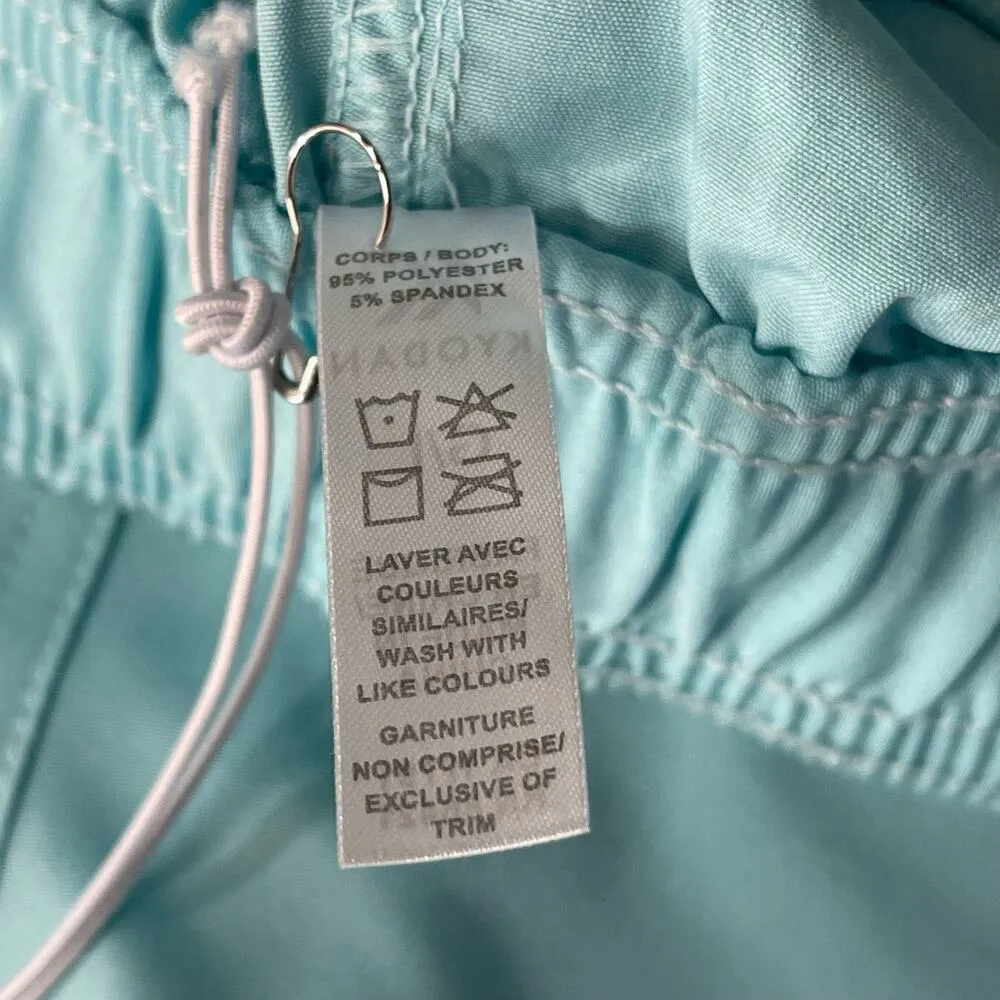 CORPS / BODY:
95% POLYESTER
5% SPANDEX
KYODAN
LAVER AVEC
COULEURS
SIMILAIRES/
WASH WITH
LIKE COLOURS
GARNITURE
NON COMPRISE/
EXCLUSIVE OF
TRIM